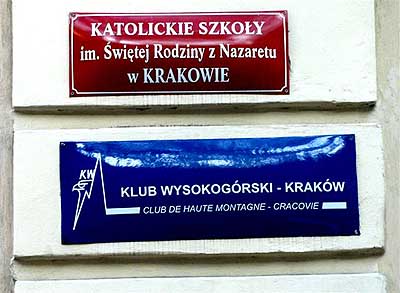 KATOLICKIE SZKOŁY
im. Świętej Rodziny z Nazaretu
w KRAKOWIE
KW
KLUB WYSOKOGÓRSKI - KRAKÓW
CLUB DE HAUTE MONTAGNE - CRACOVIE